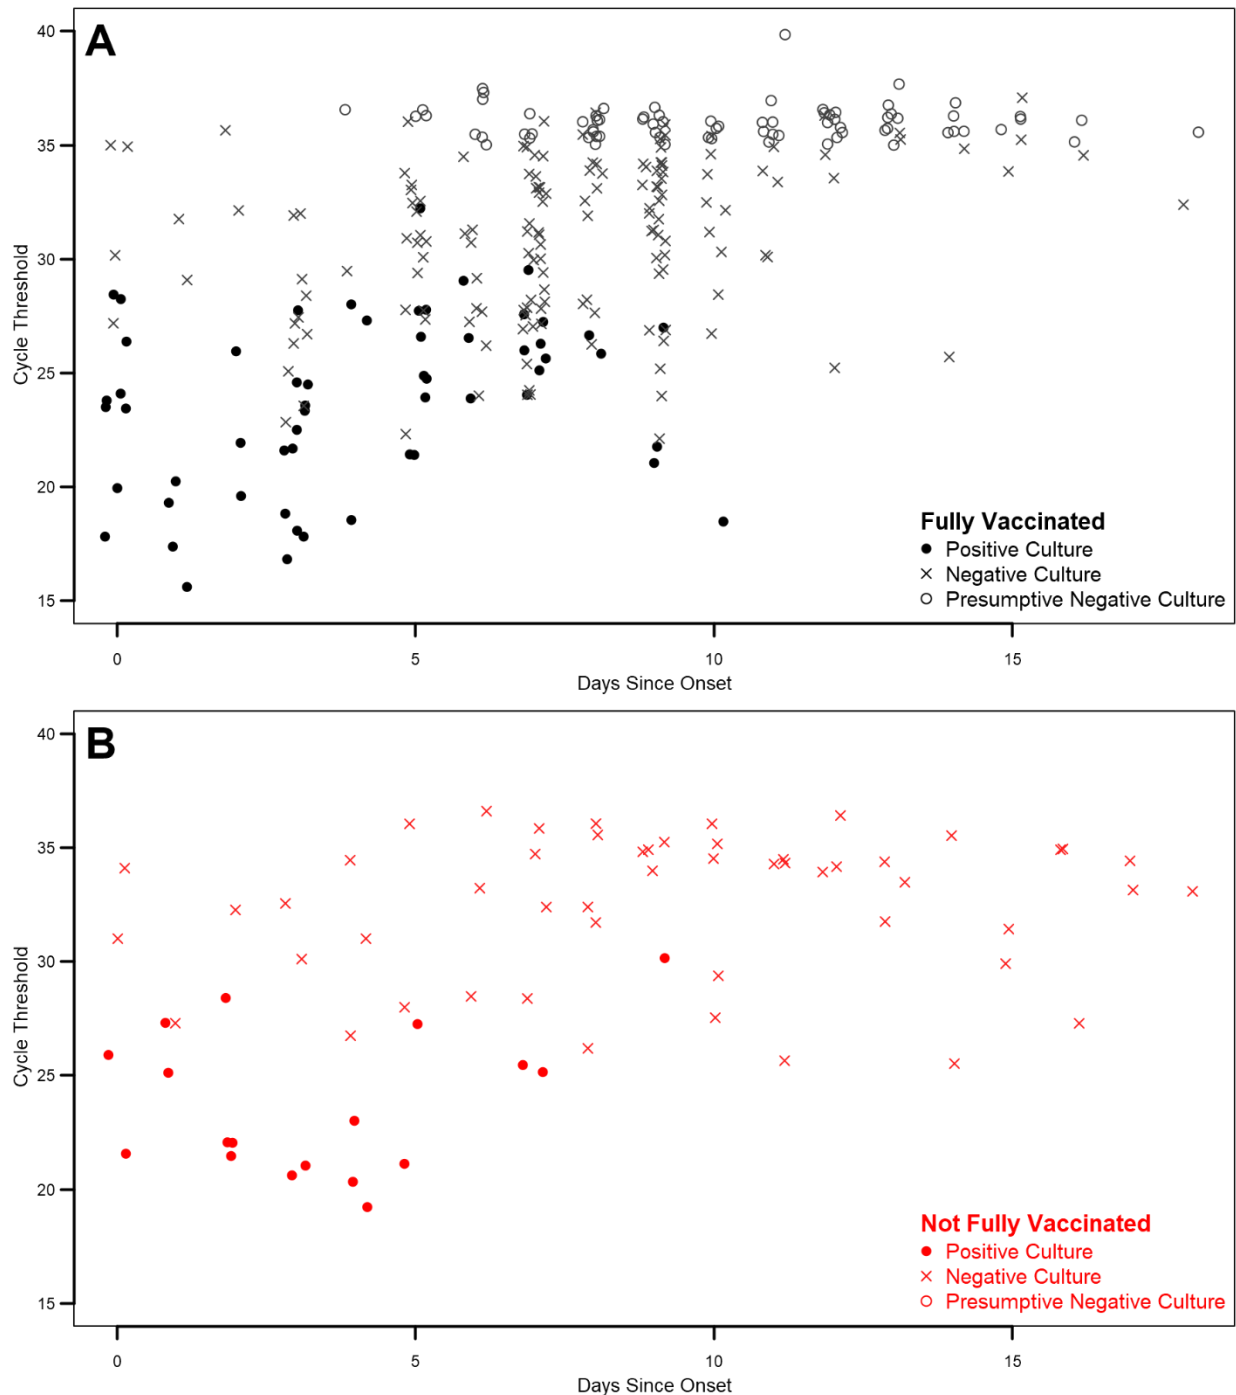 A
40
35
30
25
20
15
Cycle Threshold
Fully Vaccinated
Positive Culture
Negative Culture
Presumptive Negative Culture
0 5 10 15
Days Since Onset
B
40
35
30
25
20
15
Cycle Threshold
Not Fully Vaccinated
Positive Culture
Negative Culture
Presumptive Negative Culture
0 5 10 15
Days Since Onset